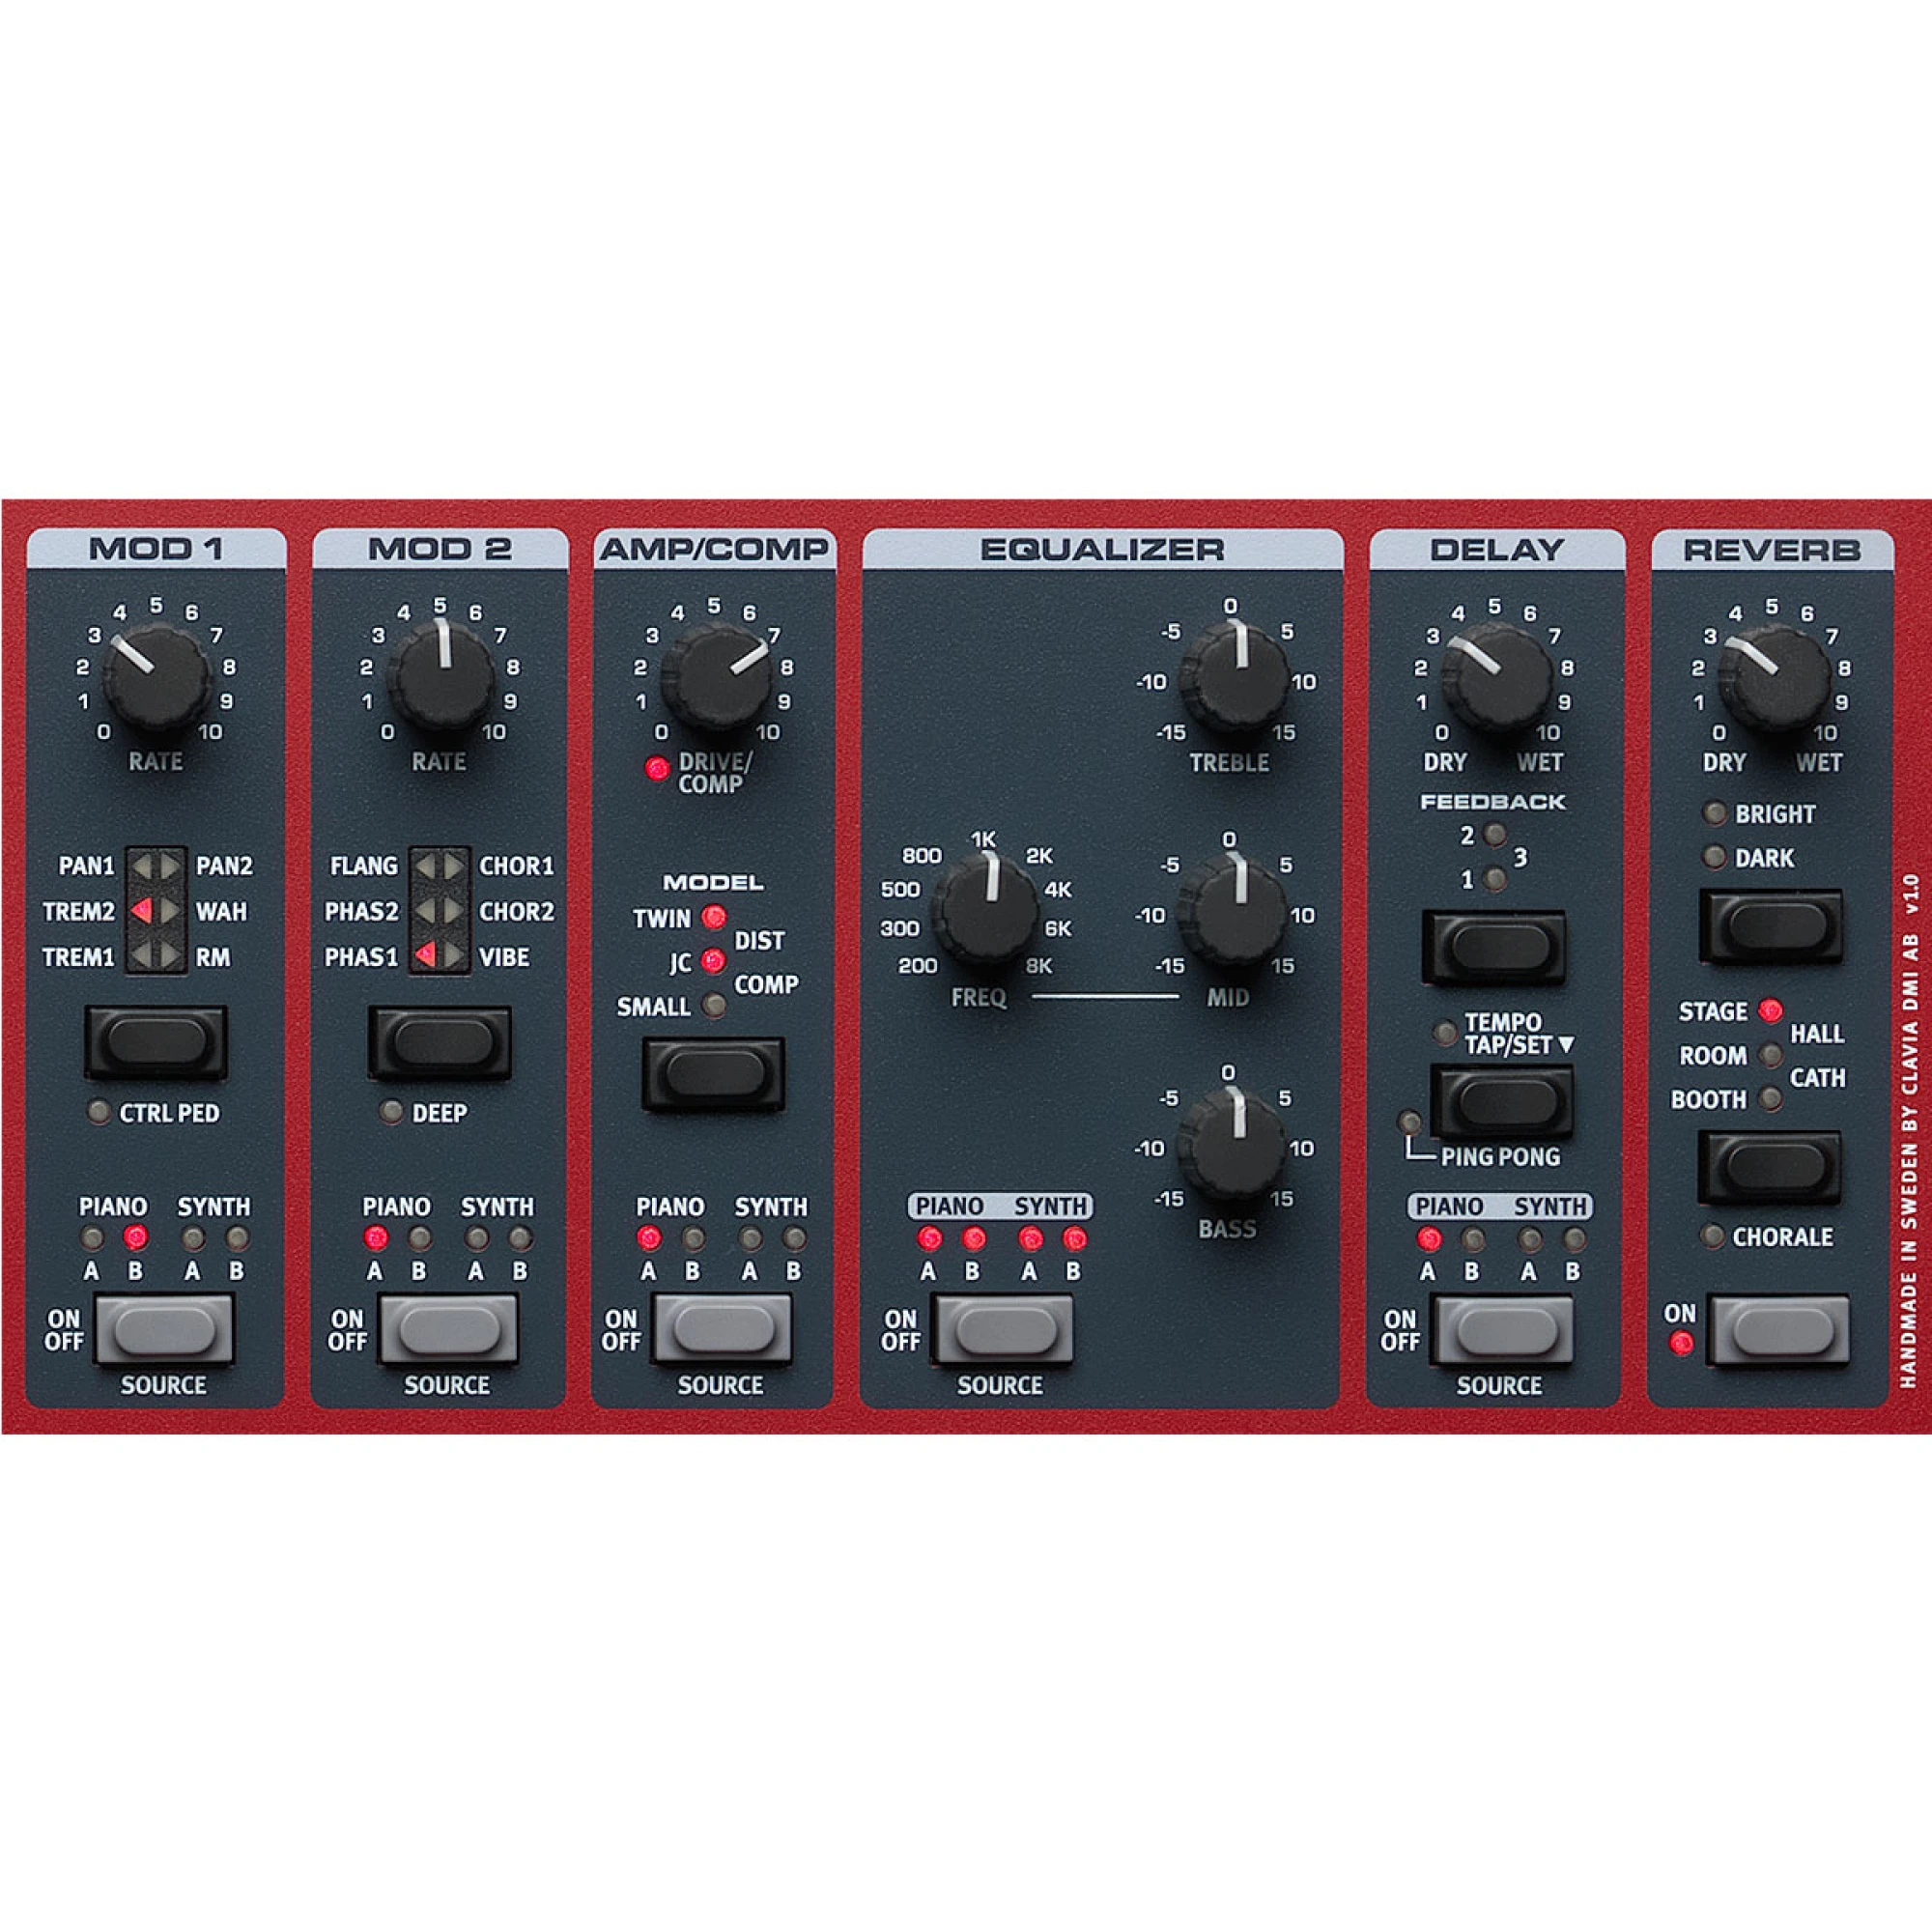 MOD 1
5
4 6
3 7
2 8
1 9
0 10
RATE
PAN1 PAN2
TREM2 WAH
TREM1 RM
CTRL PED
PIANO SYNTH
A B A B
ON
OFF
SOURCE
MOD 2
5
4 6
3 7
2 8
1 9
0 10
RATE
FLANG CHOR1
PHAS2 CHOR2
PHAS1 VIBE
DEEP
PIANO SYNTH
A B A B
ON
OFF
SOURCE
AMP/COMP
5
4 6
3 7
2 8
1 9
0 10
DRIVE/
COMP
MODEL
TWIN
DIST
JC
COMP
SMALL
PIANO SYNTH
A B A B
ON
OFF
SOURCE
EQUALIZER
0
-5 5
-10 10
-15 15
TREBLE
1K
800 2K
500 4K
300 6K
200 8K
FREQ
0
-5 5
-10 10
-15 15
MID
0
-5 5
-10 10
-15 15
BASS
PIANO SYNTH
A B A B
ON
OFF
SOURCE
DELAY
5
4 6
3 7
2 8
1 9
0 10
DRY WET
FEEDBACK
2
3
1
TEMPO
TAP/SET ▼
PING PONG
PIANO SYNTH
A B A B
ON
OFF
SOURCE
REVERB
5
4 6
3 7
2 8
1 9
0 10
DRY WET
BRIGHT
DARK
STAGE
HALL
ROOM
CATH
BOOTH
CHORALE
ON
HANDMADE IN SWEDEN BY CLAVIA DMI AB v1.0